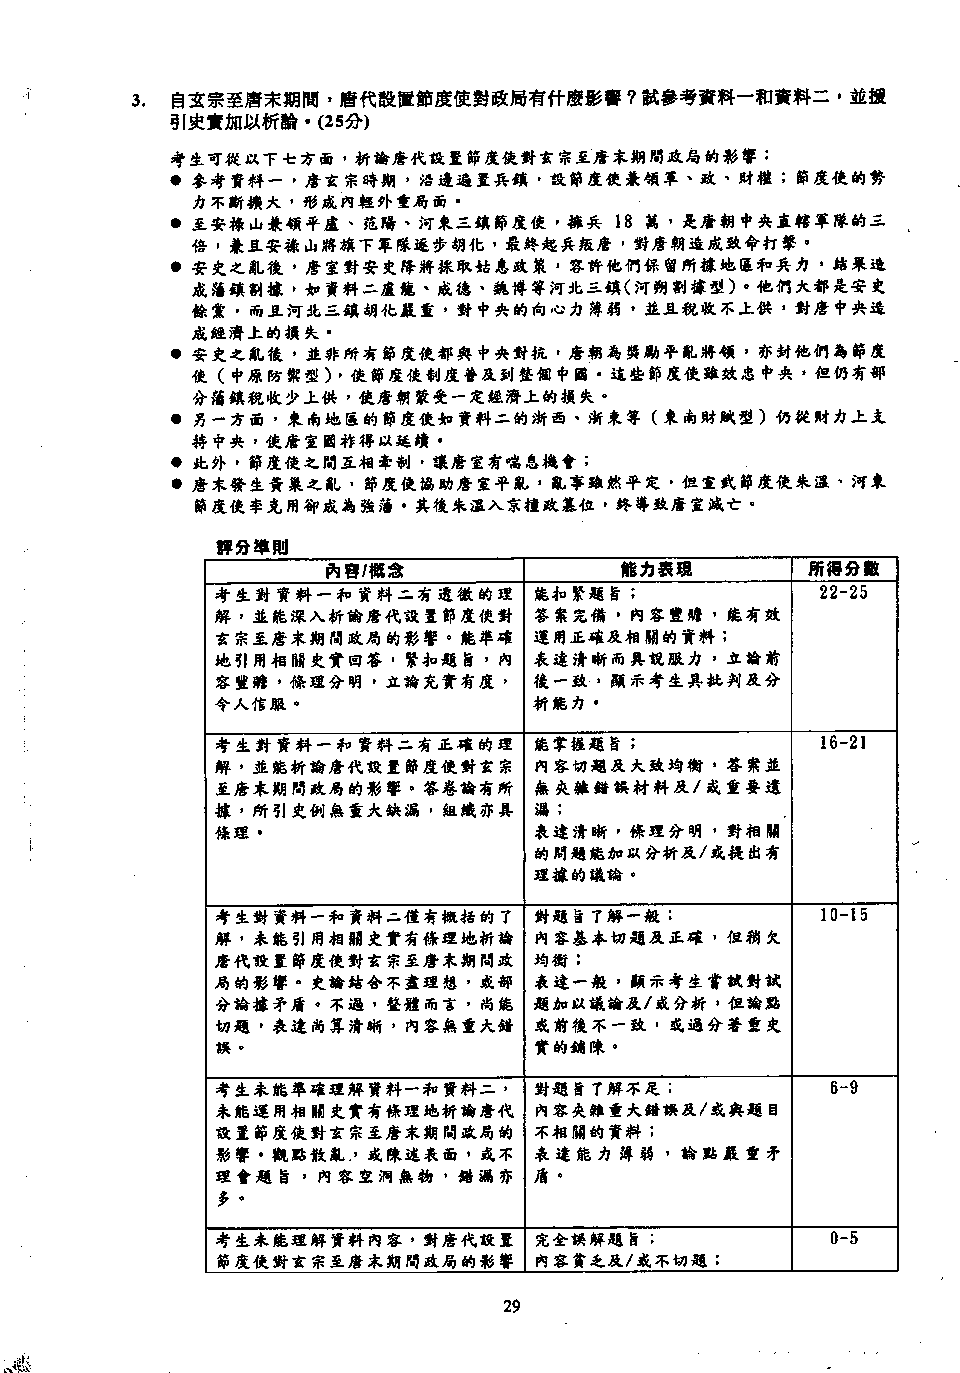 3. 自玄宗至唐末期間，唐代設置節度使對政局有什麼影響？試參考資料一和資料二，並援
引史實加以析論。(25分)
考生可從以下七方面，析論唐代設置節度使對玄宗至唐末期間政局的影響：
● 參考資料一，唐玄宗時期，沿邊遍置兵鎮，設節度使兼領軍、政、財權；節度使的勢
力不斷擴大，形成內輕外重局面。
● 至安祿山兼領平盧、范陽、河東三鎮節度使，擁兵 18 萬，是唐朝中央直轄軍隊的三
倍，兼且安祿山將旗下軍隊逐步胡化，最終起兵叛唐，對唐朝造成致命打擊。
● 安史之亂後，唐室對安史降將採取姑息政策，容許他們保留所據地區和兵力，結果造
成藩鎮割據，如資料二盧龍、成德、魏博等河北三鎮(河朔割據型)。他們大都是安史
餘黨，而且河北三鎮胡化嚴重，對中央的向心力薄弱，並且稅收不上供，對唐中央造
成經濟上的損失。
● 安史之亂後，並非所有節度使都與中央對抗，唐朝為獎勵平亂將領，亦封他們為節度
使（中原防禦型），使節度使制度普及到整個中國。這些節度使雖效忠中央，但仍有部
分藩鎮稅收少上供，使唐朝蒙受一定經濟上的損失。
● 另一方面，東南地區的節度使如資料二的浙西、浙東等（東南財賦型）仍從財力上支
持中央，使唐室國祚得以延續。
● 此外，節度使之間互相牽制，讓唐室有喘息機會；
● 唐末發生黃巢之亂，節度使協助唐室平亂，亂事雖然平定，但宣武節度使朱溫、河東
節度使李克用卻成為強藩。其後朱溫入京擅政篡位，終導致唐室滅亡。
評分準則
內容/概念 能力表現 所得分數
考生對資料一和資料二有透徹的理
解，並能深入析論唐代設置節度使對
玄宗至唐末期間政局的影響。能準確
地引用相關史實回答，緊扣題旨，內
容豐贍，條理分明，立論充實有度，
令人信服。
能扣緊題旨；
答案完備，內容豐贍，能有效
運用正確及相關的資料；
表達清晰而具說服力，立論前
後一致，顯示考生具批判及分
析能力。
22-25
考生對資料一和資料二有正確的理
解，並能析論唐代設置節度使對玄宗
至唐末期間政局的影響。答卷論有所
據，所引史例無重大缺漏，組織亦具
條理。
能掌握題旨；
內容切題及大致均衡，答案並
無夾雜錯誤材料及/或重要遺
漏；
表達清晰，條理分明，對相關
的問題能加以分析及/或提出有
理據的議論。
16-21
考生對資料一和資料二僅有概括的了
解，未能引用相關史實有條理地析論
唐代設置節度使對玄宗至唐末期間政
局的影響。史論結合不盡理想，或部
分論據矛盾。不過，整體而言，尚能
切題，表達尚算清晰，內容無重大錯
誤。
對題旨了解一般；
內容基本切題及正確，但稍欠
均衡；
表達一般，顯示考生嘗試對試
題加以議論及/或分析，但論點
或前後不一致，或過分著重史
實的鋪陳。
10-15
考生未能準確理解資料一和資料二，
未能運用相關史實有條理地析論唐代
設置節度使對玄宗至唐末期間政局的
影響。觀點散亂，或陳述表面，或不
理會題旨，內容空洞無物，錯漏亦
多。
對題旨了解不足；
內容夾雜重大錯誤及/或與題目
不相關的資料；
表達能力薄弱，論點嚴重矛
盾。
6-9
考生未能理解資料內容，對唐代設置
節度使對玄宗至唐末期間政局的影響
完全誤解題旨；
內容貧乏及/或不切題；
0-5
29